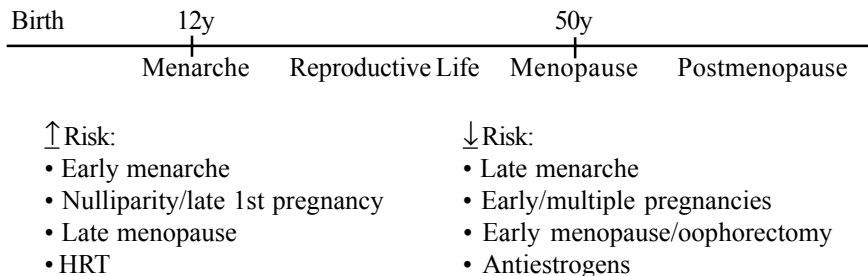 Birth 12y 50y
Menarche Reproductive Life Menopause Postmenopause
↑ Risk:
• Early menarche
• Nulliparity/late 1st pregnancy
• Late menopause
• HRT
↓ Risk:
• Late menarche
• Early/multiple pregnancies
• Early menopause/oophorectomy
• Antiestrogens